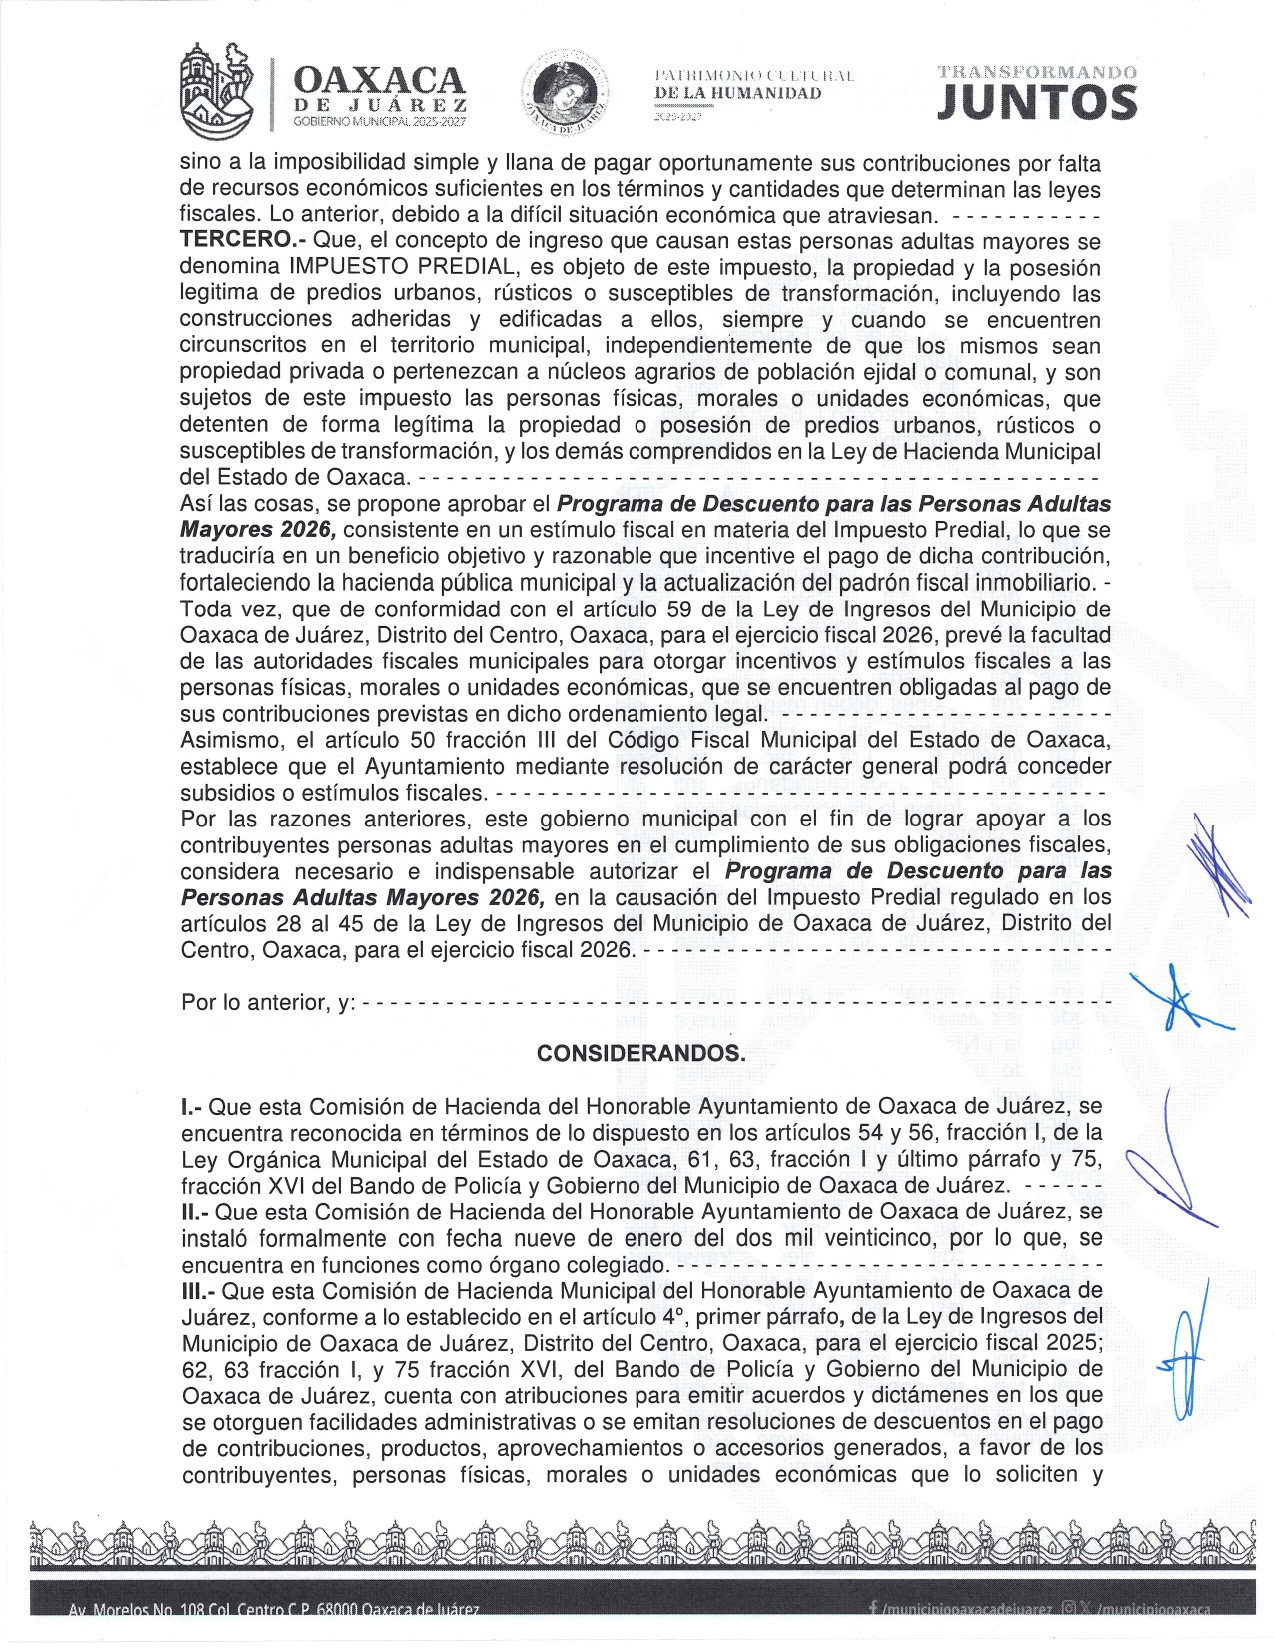 OAXACA
DE JUÁREZ
GOBIERNO MUNICIPAL 2025-2027
OAXACA DE JUÁREZ
PATRIMONIO CULTURAL
DE LA HUMANIDAD
2025-2027
TRANSFORMANDO
JUNTOS
sino a la imposibilidad simple y llana de pagar oportunamente sus contribuciones por falta
de recursos económicos suficientes en los términos y cantidades que determinan las leyes
fiscales. Lo anterior, debido a la difícil situación económica que atraviesan. - - - - - - - - - - -
TERCERO.- Que, el concepto de ingreso que causan estas personas adultas mayores se
denomina IMPUESTO PREDIAL, es objeto de este impuesto, la propiedad y la posesión
legitima de predios urbanos, rústicos o susceptibles de transformación, incluyendo las
construcciones adheridas y edificadas a ellos, siempre y cuando se encuentren
circunscritos en el territorio municipal, independientemente de que los mismos sean
propiedad privada o pertenezcan a núcleos agrarios de población ejidal o comunal, y son
sujetos de este impuesto las personas físicas, morales o unidades económicas, que
detenten de forma legítima la propiedad o posesión de predios urbanos, rústicos o
susceptibles de transformación, y los demás comprendidos en la Ley de Hacienda Municipal
del Estado de Oaxaca. - - - - - - - - - - - - - - - - - - - - - - - - - - - - - - - - - - - - - - - - - - - - - - - - - -
Así las cosas, se propone aprobar el Programa de Descuento para las Personas Adultas
Mayores 2026, consistente en un estímulo fiscal en materia del Impuesto Predial, lo que se
traduciría en un beneficio objetivo y razonable que incentive el pago de dicha contribución,
fortaleciendo la hacienda pública municipal y la actualización del padrón fiscal inmobiliario. -
Toda vez, que de conformidad con el artículo 59 de la Ley de Ingresos del Municipio de
Oaxaca de Juárez, Distrito del Centro, Oaxaca, para el ejercicio fiscal 2026, prevé la facultad
de las autoridades fiscales municipales para otorgar incentivos y estímulos fiscales a las
personas físicas, morales o unidades económicas, que se encuentren obligadas al pago de
sus contribuciones previstas en dicho ordenamiento legal. - - - - - - - - - - - - - - - - - - - - - - - -
Asimismo, el artículo 50 fracción III del Código Fiscal Municipal del Estado de Oaxaca,
establece que el Ayuntamiento mediante resolución de carácter general podrá conceder
subsidios o estímulos fiscales. - - - - - - - - - - - - - - - - - - - - - - - - - - - - - - - - - - - - - - - - - - - -
Por las razones anteriores, este gobierno municipal con el fin de lograr apoyar a los
contribuyentes personas adultas mayores en el cumplimiento de sus obligaciones fiscales,
considera necesario e indispensable autorizar el Programa de Descuento para las
Personas Adultas Mayores 2026, en la causación del Impuesto Predial regulado en los
artículos 28 al 45 de la Ley de Ingresos del Municipio de Oaxaca de Juárez, Distrito del
Centro, Oaxaca, para el ejercicio fiscal 2026. - - - - - - - - - - - - - - - - - - - - - - - - - - - - - - - - - -
Por lo anterior, y: - - - - - - - - - - - - - - - - - - - - - - - - - - - - - - - - - - - - - - - - - - - - - - - - - - - - - -
CONSIDERANDOS.
I.- Que esta Comisión de Hacienda del Honorable Ayuntamiento de Oaxaca de Juárez, se
encuentra reconocida en términos de lo dispuesto en los artículos 54 y 56, fracción I, de la
Ley Orgánica Municipal del Estado de Oaxaca, 61, 63, fracción I y último párrafo y 75,
fracción XVI del Bando de Policía y Gobierno del Municipio de Oaxaca de Juárez. - - - - - -
II.- Que esta Comisión de Hacienda del Honorable Ayuntamiento de Oaxaca de Juárez, se
instaló formalmente con fecha nueve de enero del dos mil veinticinco, por lo que, se
encuentra en funciones como órgano colegiado. - - - - - - - - - - - - - - - - - - - - - - - - - - - - - - -
III.- Que esta Comisión de Hacienda Municipal del Honorable Ayuntamiento de Oaxaca de
Juárez, conforme a lo establecido en el artículo 4º, primer párrafo, de la Ley de Ingresos del
Municipio de Oaxaca de Juárez, Distrito del Centro, Oaxaca, para el ejercicio fiscal 2025;
62, 63 fracción I, y 75 fracción XVI, del Bando de Policía y Gobierno del Municipio de
Oaxaca de Juárez, cuenta con atribuciones para emitir acuerdos y dictámenes en los que
se otorguen facilidades administrativas o se emitan resoluciones de descuentos en el pago
de contribuciones, productos, aprovechamientos o accesorios generados, a favor de los
contribuyentes, personas físicas, morales o unidades económicas que lo soliciten y
Av. Morelos No. 108 Col. Centro C.P. 68000 Oaxaca de Juárez
/municipiooaxacadejuarez /municipiooaxaca